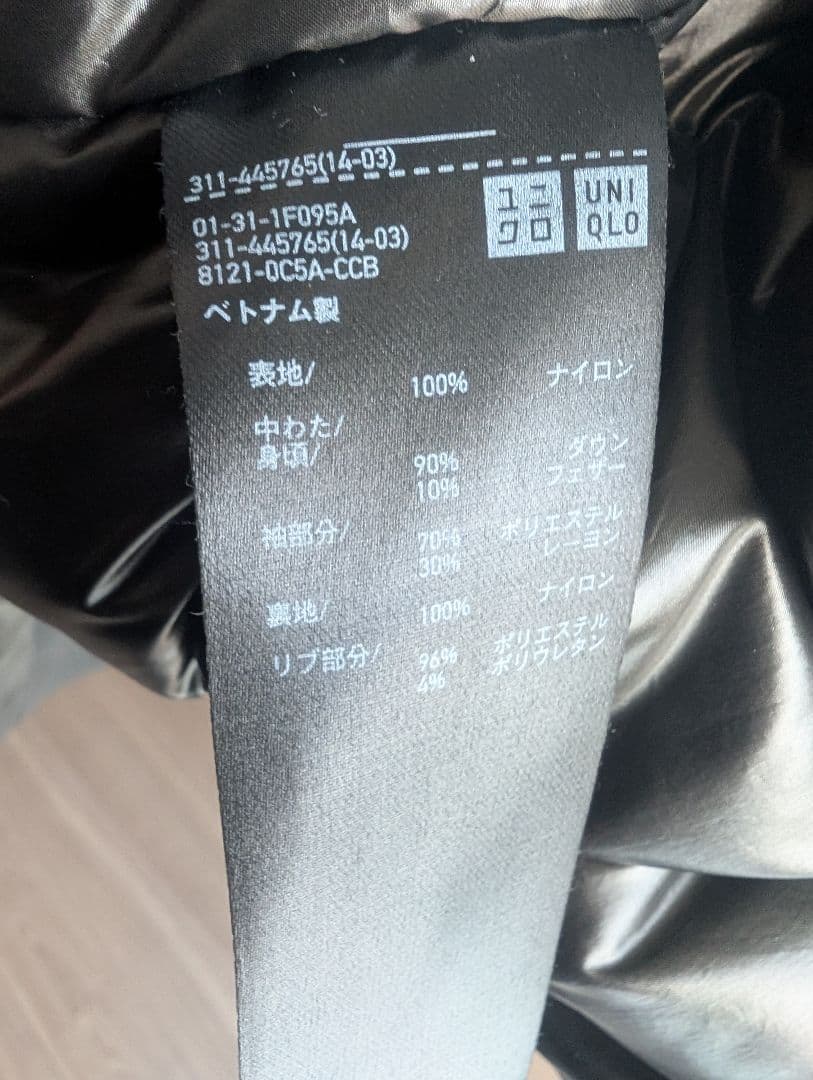 311-445765(14-03)
01-31-1F095A
311-445765(14-03)
8121-0C5A-CCB
ユニ
クロ
UNI
QLO
ベトナム製
表地/ 100% ナイロン
中わた/
身頃/ 90% ダウン
10% フェザー
袖部分/ 70% ポリエステル
30% レーヨン
裏地/ 100% ナイロン
リブ部分/ 96% ポリエステル
4% ポリウレタン